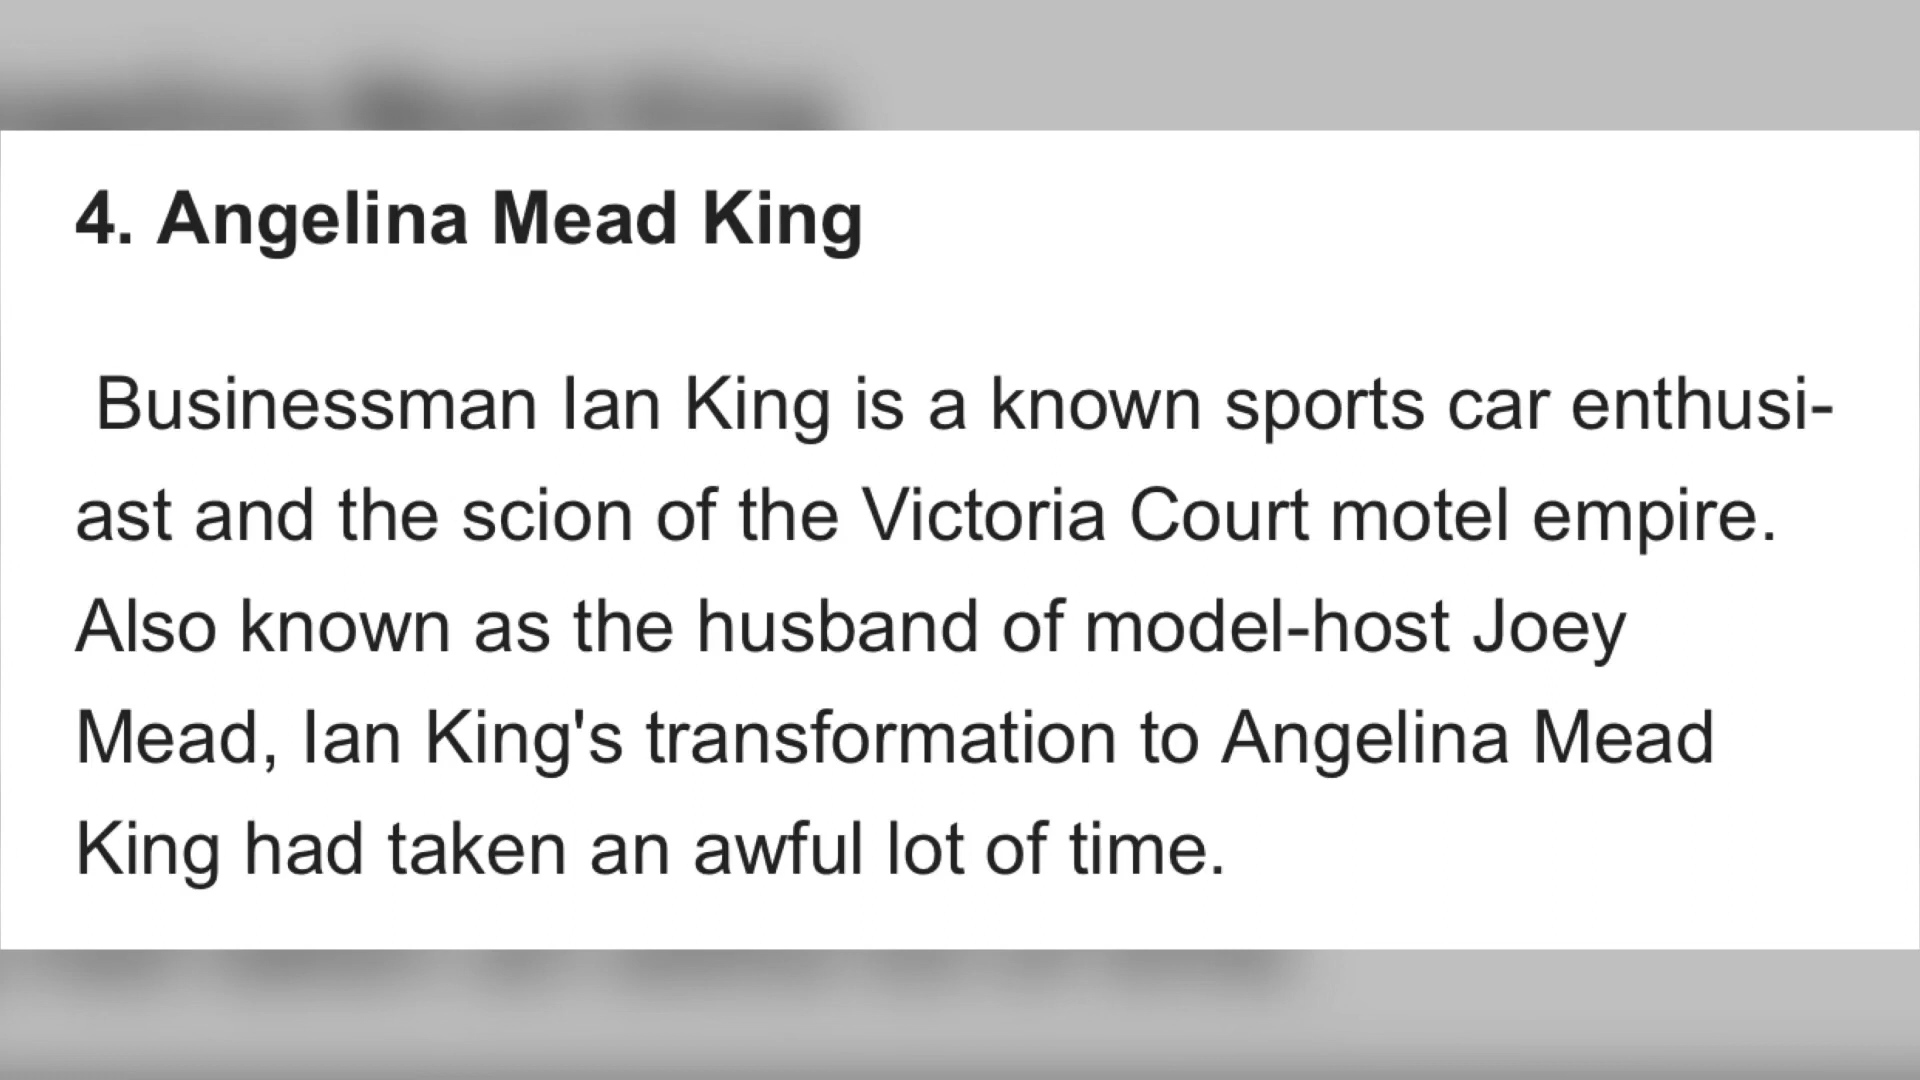 4. Angelina Mead King
Businessman Ian King is a known sports car enthusi-
ast and the scion of the Victoria Court motel empire.
Also known as the husband of model-host Joey
Mead, Ian King's transformation to Angelina Mead
King had taken an awful lot of time.